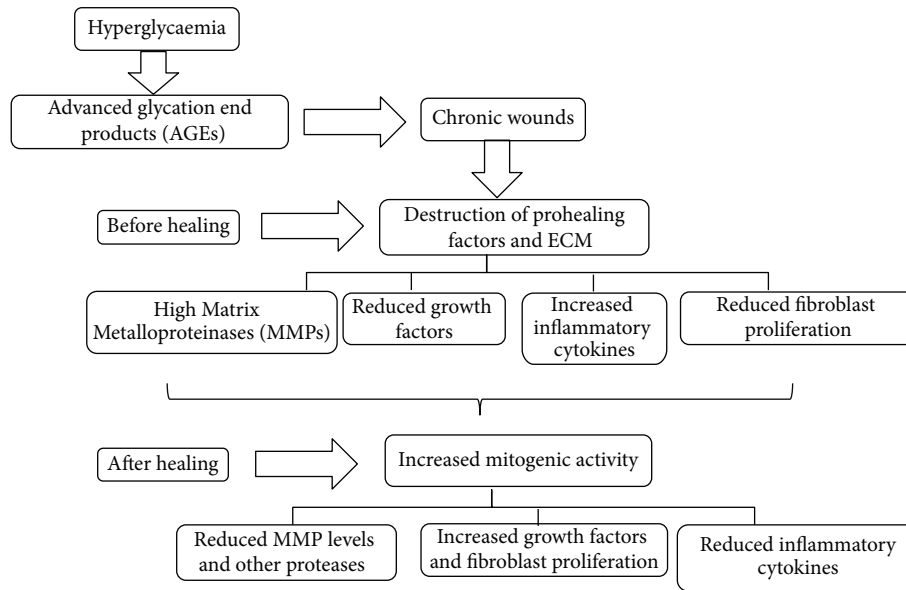 Hyperglycaemia
Advanced glycation end
products (AGEs)
Chronic wounds
Before healing
Destruction of prohealing
factors and ECM
High Matrix
Metalloproteinases (MMPs)
Reduced growth
factors
Increased
inflammatory
cytokines
Reduced fibroblast
proliferation
After healing
Increased mitogenic activity
Reduced MMP levels
and other proteases
Increased growth factors
and fibroblast proliferation
Reduced inflammatory
cytokines